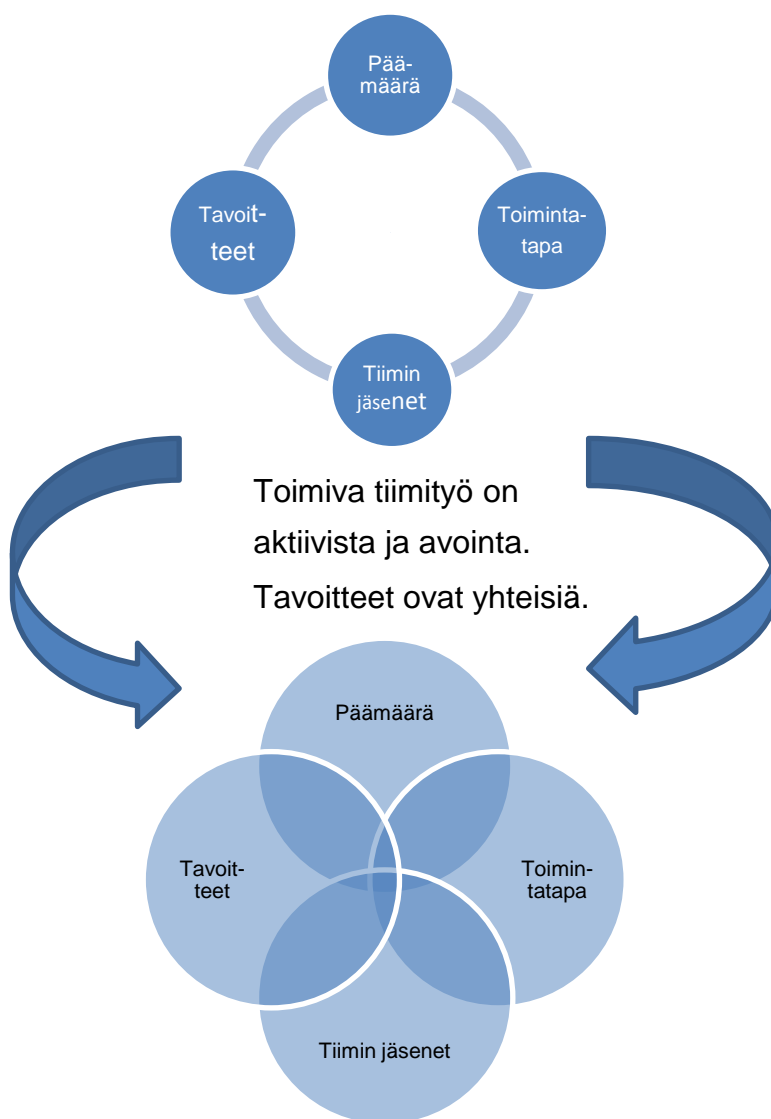 Pää-
määrä
Tavoit-
teet
Toiminta-
tapa
Tiimin
jäsenet
Toimiva tiimityö on
aktiivista ja avointa.
Tavoitteet ovat yhteisiä.
Päämäärä
Tavoit-
teet
Toimin-
tatapa
Tiimin jäsenet